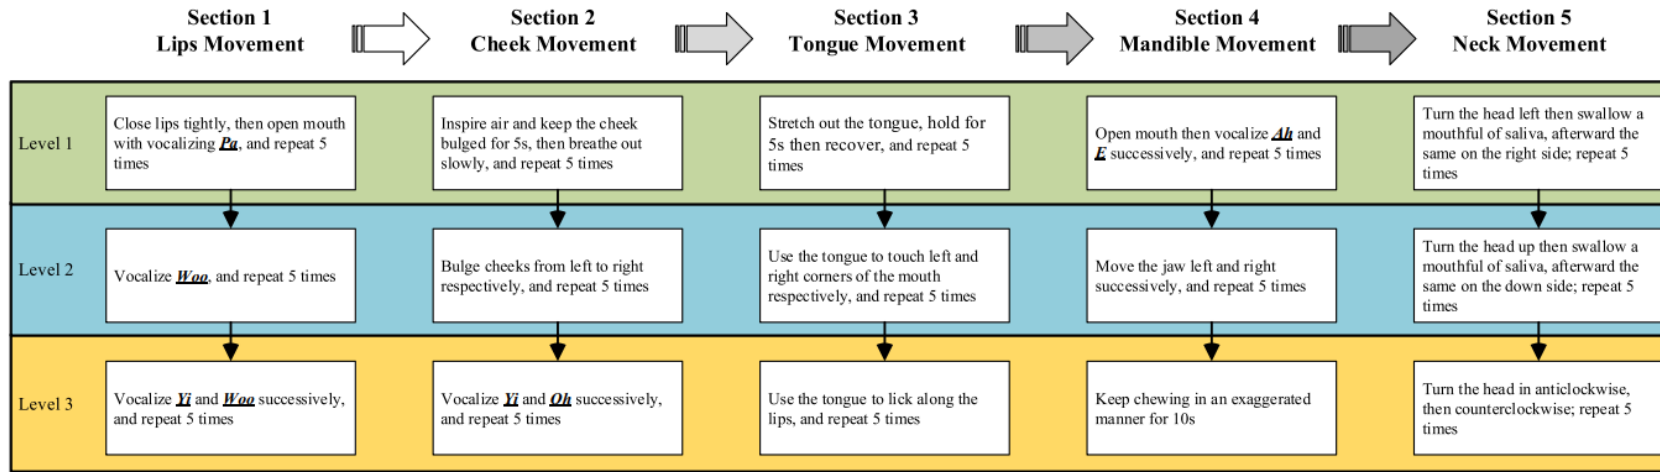 Section 1
Lips Movement
Section 2
Cheek Movement
Section 3
Tongue Movement
Section 4
Mandible Movement
Section 5
Neck Movement
Level 1
Close lips tightly, then open mouth
with vocalizing Pa, and repeat 5
times
Inspire air and keep the cheek
bulged for 5s, then breathe out
slowly, and repeat 5 times
Stretch out the tongue, hold for
5s then recover, and repeat 5
times
Open mouth then vocalize Ah and
E successively, and repeat 5 times
Turn the head left then swallow a
mouthful of saliva, afterward the
same on the right side; repeat 5
times
Level 2
Vocalize Woo, and repeat 5 times
Bulge cheeks from left to right
respectively, and repeat 5 times
Use the tongue to touch left and
right corners of the mouth
respectively, and repeat 5 times
Move the jaw left and right
successively, and repeat 5 times
Turn the head up then swallow a
mouthful of saliva, afterward the
same on the down side; repeat 5
times
Level 3
Vocalize Yi and Woo successively,
and repeat 5 times
Vocalize Yi and Oh successively,
and repeat 5 times
Use the tongue to lick along the
lips, and repeat 5 times
Keep chewing in an exaggerated
manner for 10s
Turn the head in anticlockwise,
then counterclockwise; repeat 5
times